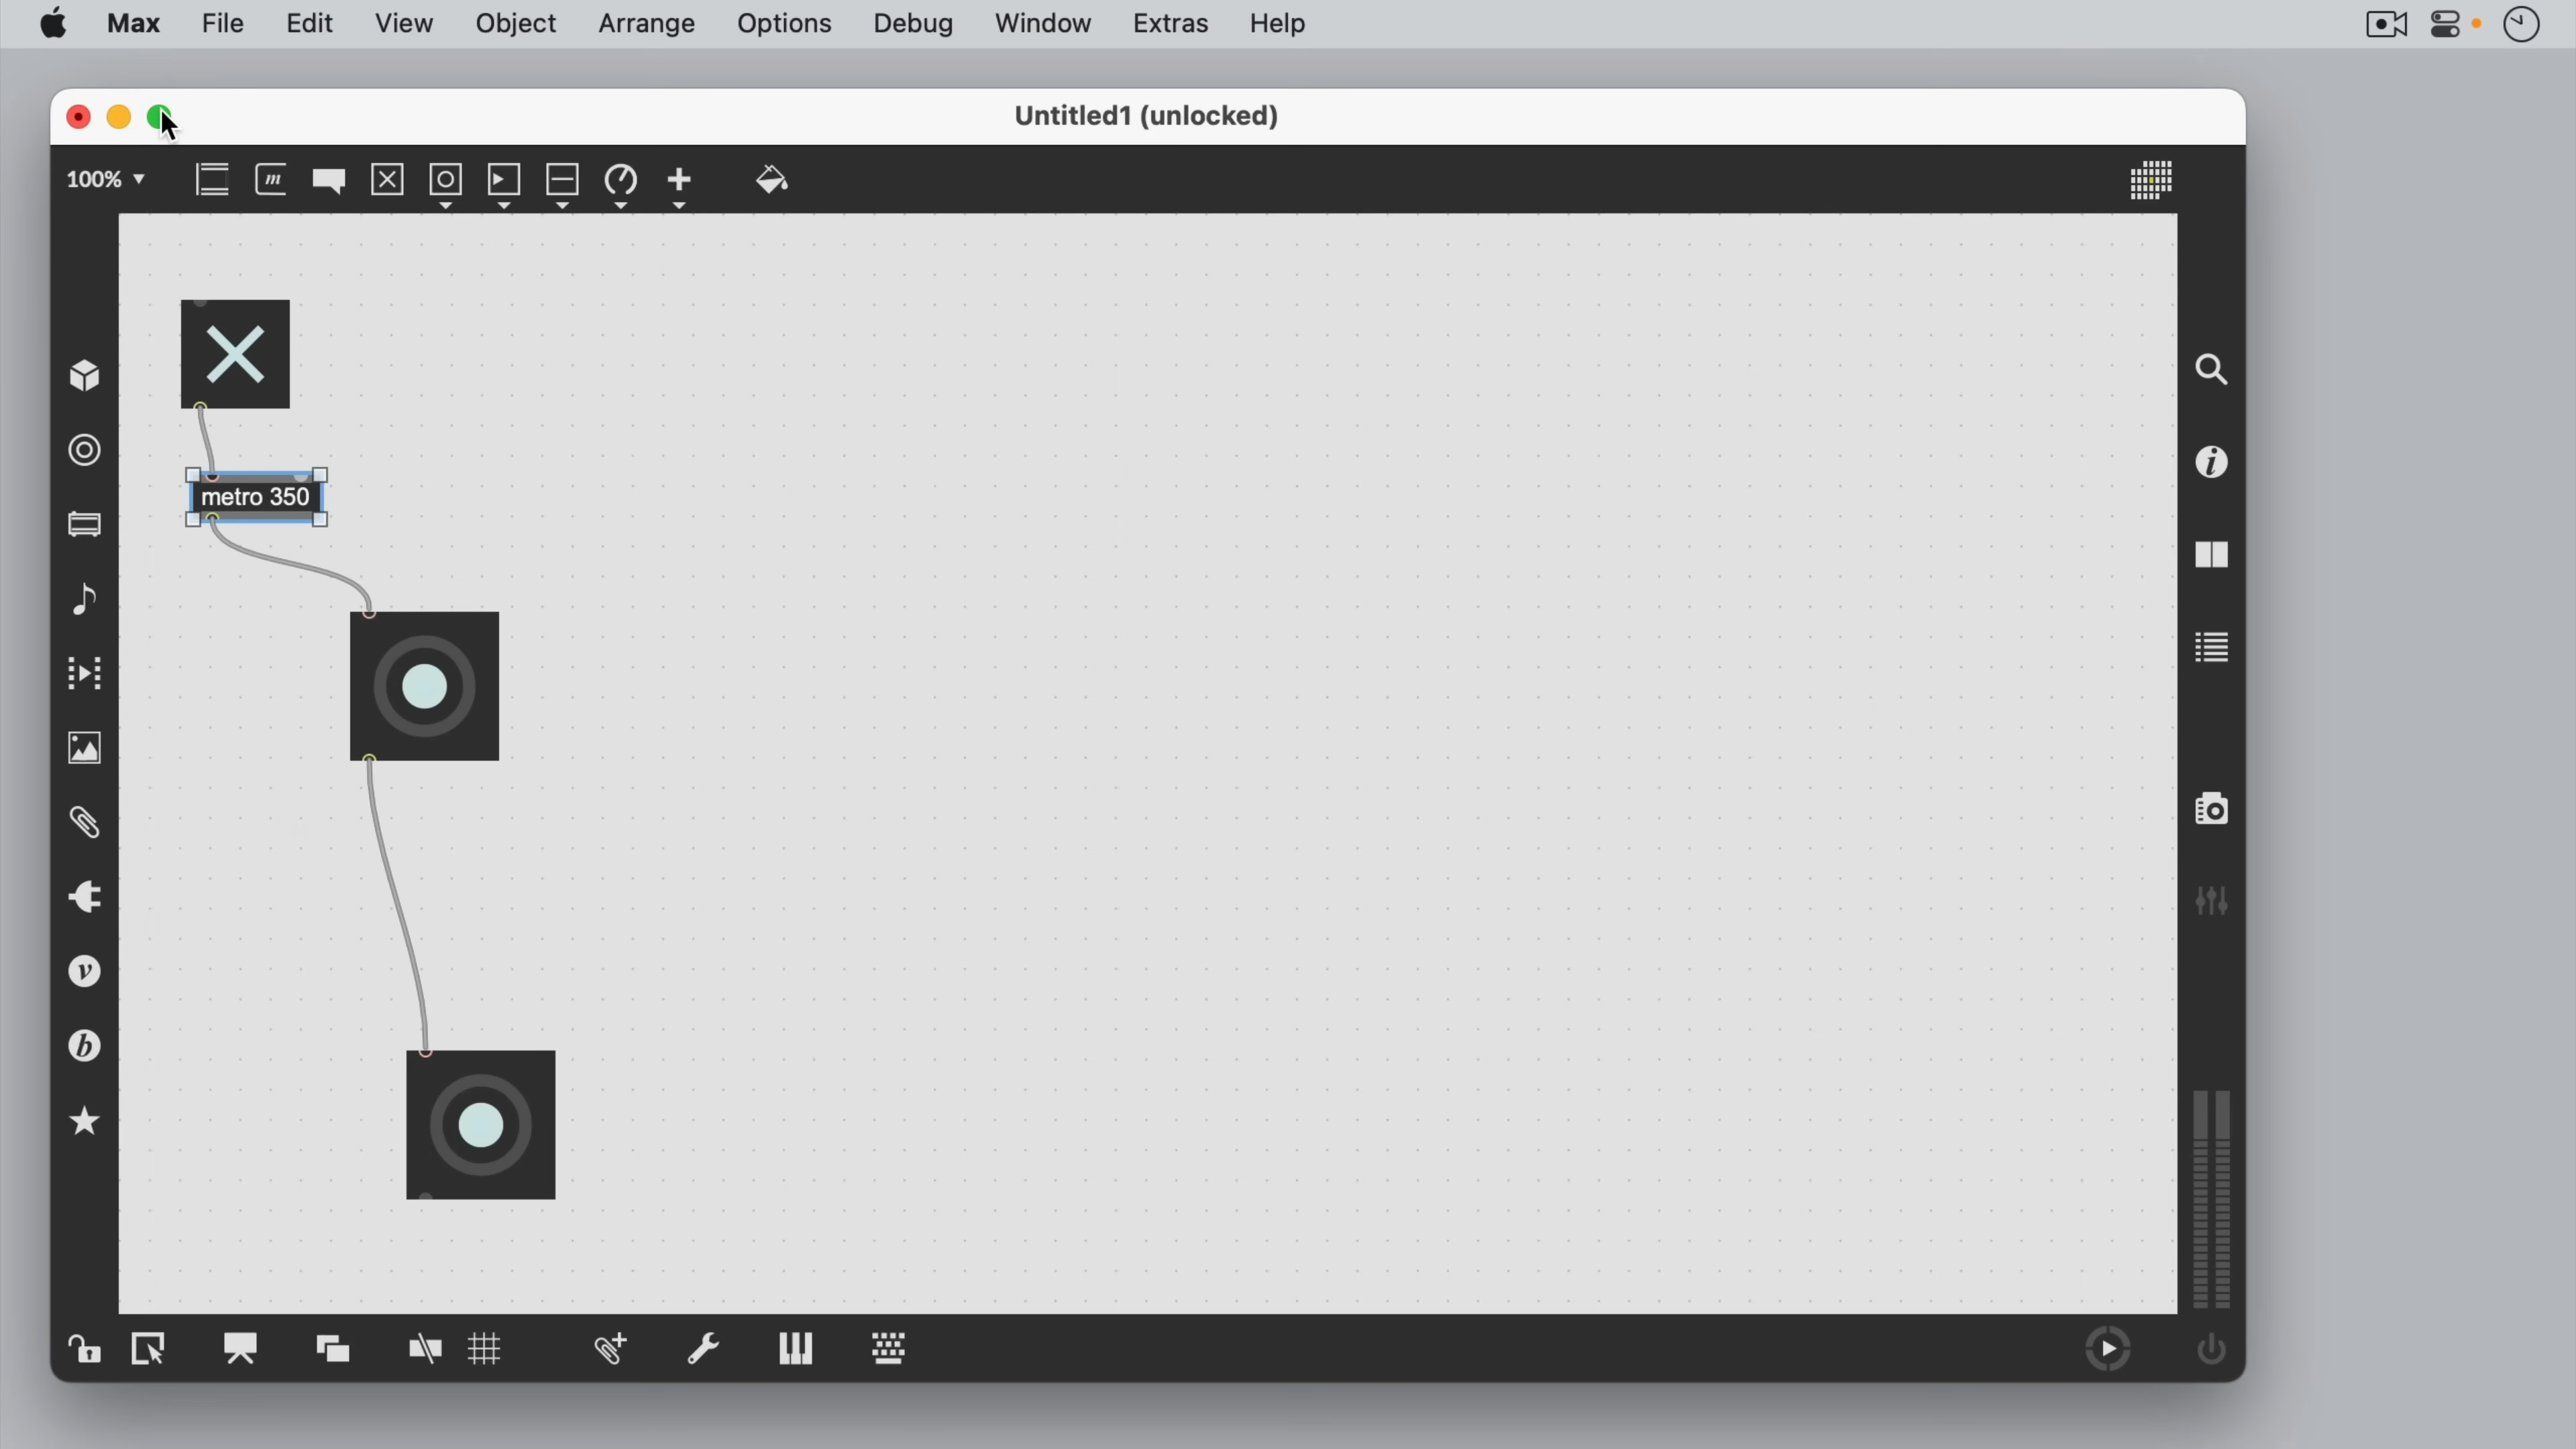 Max File Edit View Object Arrange Options Debug Window Extras Help
Untitled1 (unlocked)
100%
m
metro 350
i
v
b